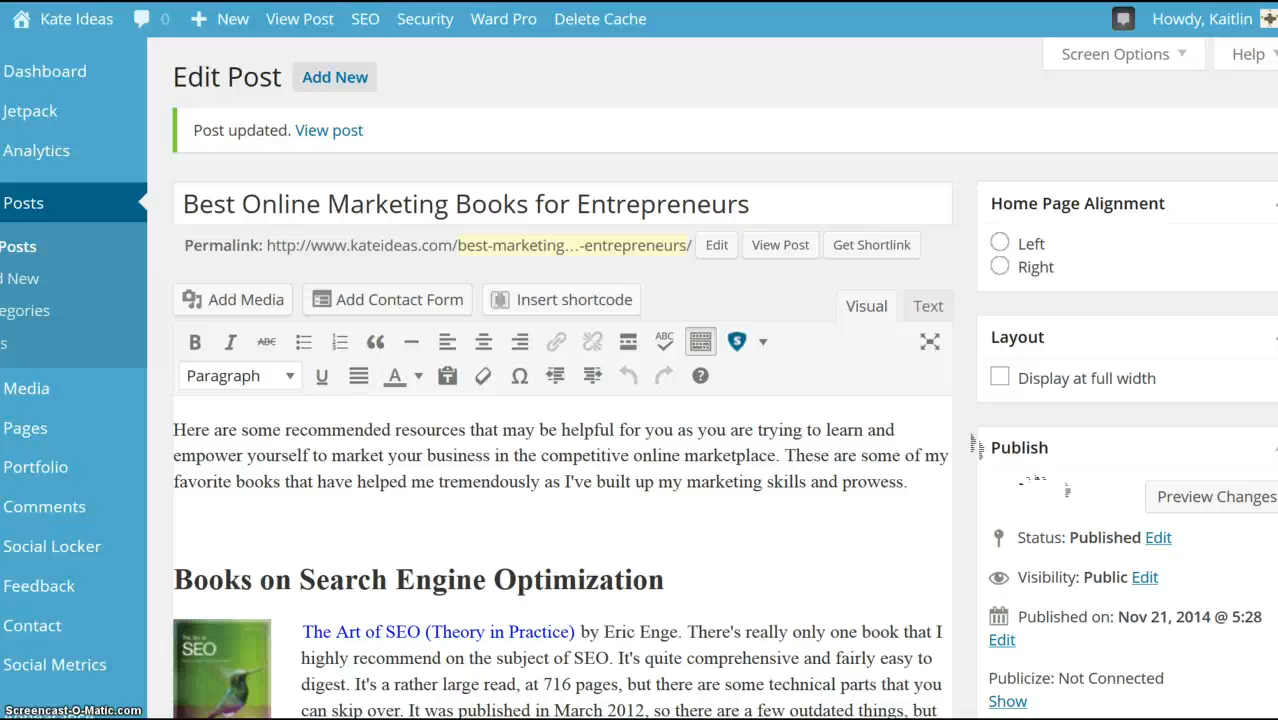 Kate Ideas 0 New View Post SEO Security Ward Pro Delete Cache Howdy, Kaitlin
Screen Options Help
Dashboard
Jetpack
Analytics
Posts
Posts
d New
egories
s
Media
Pages
Portfolio
Comments
Social Locker
Feedback
Contact
Social Metrics
Edit Post Add New
Post updated. View post
Best Online Marketing Books for Entrepreneurs
Permalink: http://www.kateideas.com/best-marketing…-entrepreneurs/ Edit View Post Get Shortlink
Add Media Add Contact Form Insert shortcode
Visual Text
B I ABC ABC
Paragraph U A Ω ?
Here are some recommended resources that may be helpful for you as you are trying to learn and
empower yourself to market your business in the competitive online marketplace. These are some of my
favorite books that have helped me tremendously as I've built up my marketing skills and prowess.
Books on Search Engine Optimization
The Art of
SEO
The Art of SEO (Theory in Practice) by Eric Enge. There's really only one book that I
highly recommend on the subject of SEO. It's quite comprehensive and fairly easy to
digest. It's a rather large read, at 716 pages, but there are some technical parts that you
can skip over. It was published in March 2012, so there are a few outdated things, but
Home Page Alignment
Left
Right
Layout
Display at full width
Publish
Preview Changes
Status: Published Edit
Visibility: Public Edit
Published on: Nov 21, 2014 @ 5:28
Edit
Publicize: Not Connected
Show
Screencast-O-Matic.com